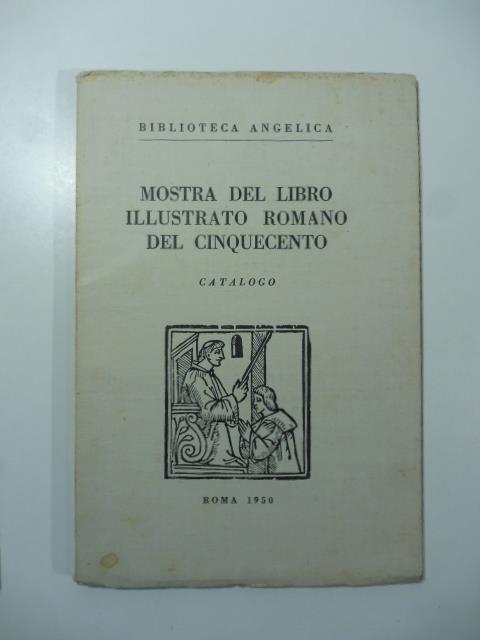 BIBLIOTECA ANGELICA
MOSTRA DEL LIBRO
ILLUSTRATO ROMANO
DEL CINQUECENTO
CATALOGO
ROMA 1950